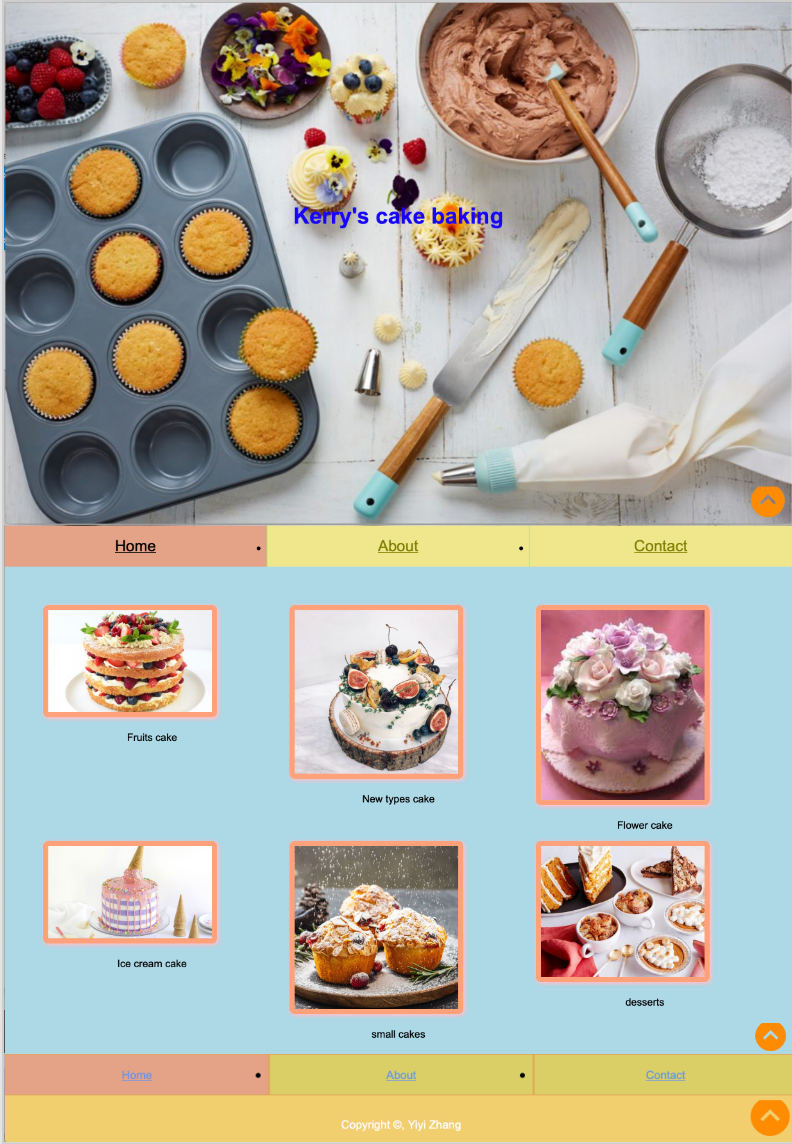 Kerry's cake baking
Home • About • Contact
Fruits cake
New types cake
Flower cake
Ice cream cake
small cakes
desserts
Home • About • Contact
Copyright ©, Yiyi Zhang